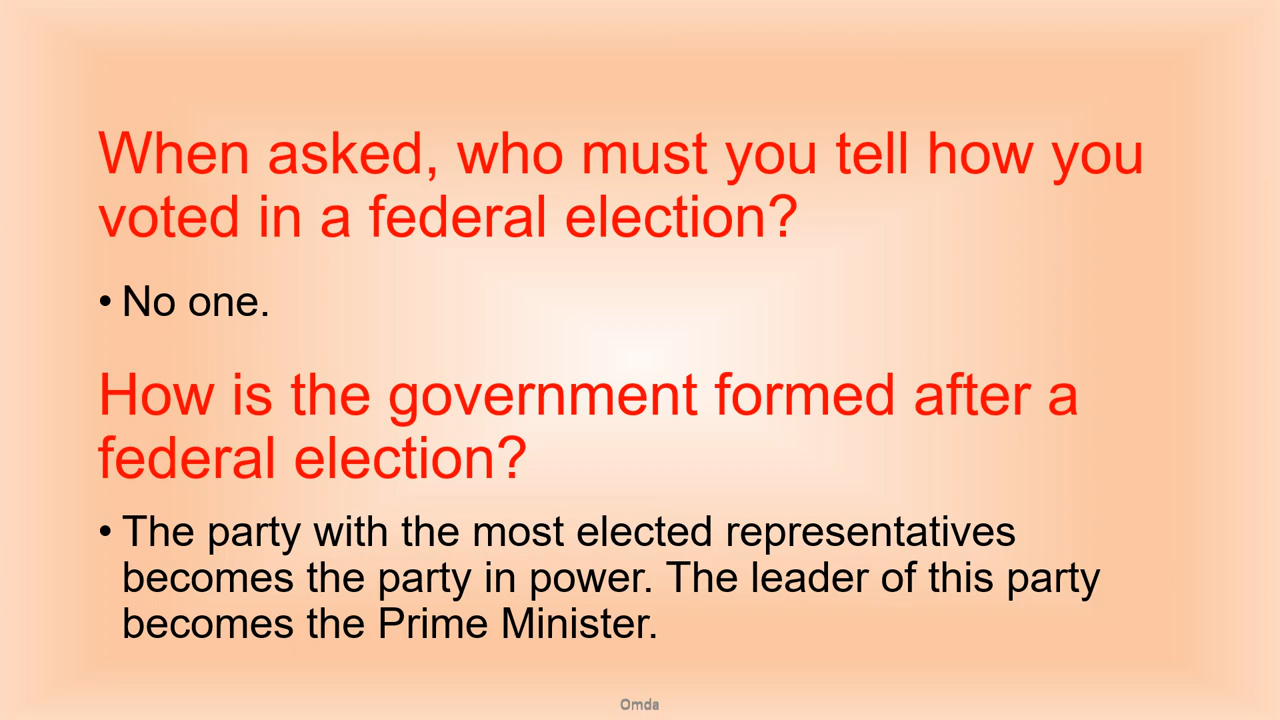 When asked, who must you tell how you
voted in a federal election?
• No one.
How is the government formed after a
federal election?
• The party with the most elected representatives
becomes the party in power. The leader of this party
becomes the Prime Minister.
Omda